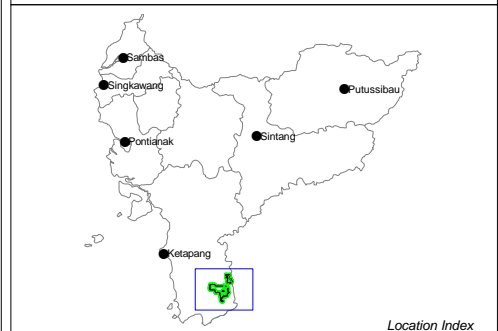 Sambas
Singkawang
Putussibau
Sintang
Pontianak
Ketapang
Location Index